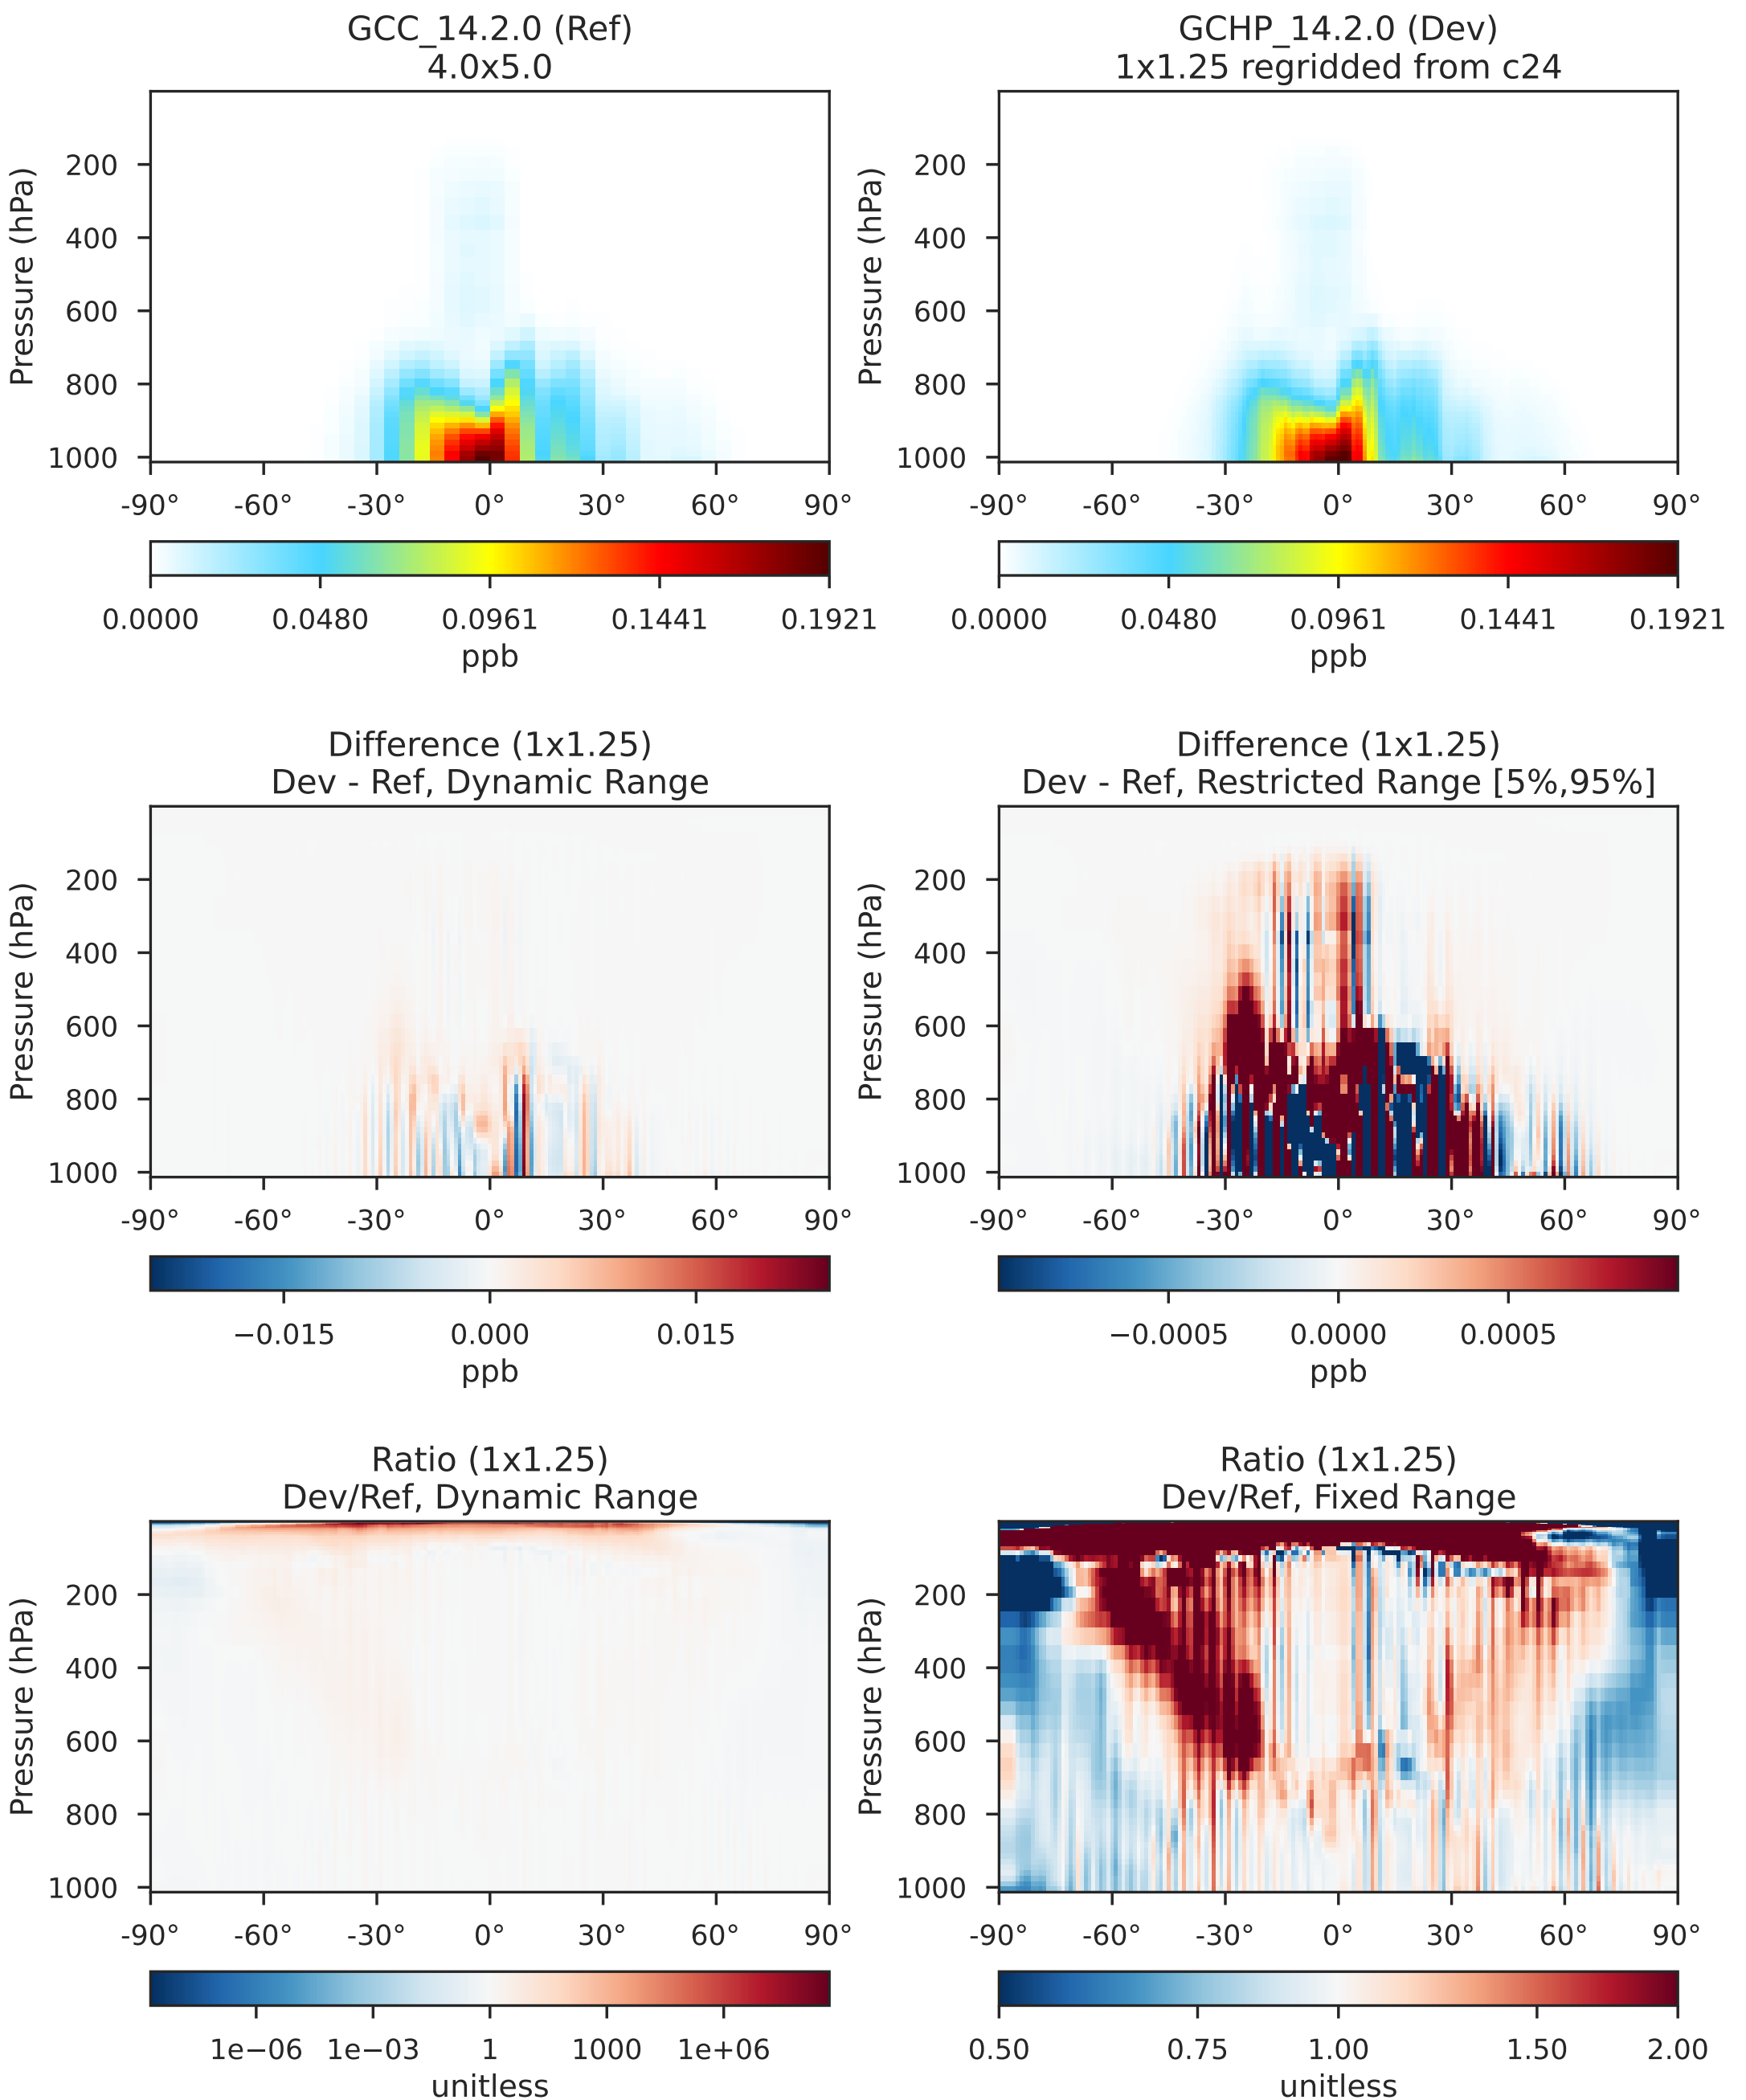 GCC_14.2.0 (Ref)
4.0x5.0
Pressure (hPa)
200
400
600
800
1000
-90° -60° -30° 0° 30° 60° 90°
0.0000 0.0480 0.0961 0.1441 0.1921
ppb
GCHP_14.2.0 (Dev)
1x1.25 regridded from c24
Pressure (hPa)
200
400
600
800
1000
-90° -60° -30° 0° 30° 60° 90°
0.0000 0.0480 0.0961 0.1441 0.1921
ppb
Difference (1x1.25)
Dev - Ref, Dynamic Range
Pressure (hPa)
200
400
600
800
1000
-90° -60° -30° 0° 30° 60° 90°
−0.015 0.000 0.015
ppb
Difference (1x1.25)
Dev - Ref, Restricted Range [5%,95%]
Pressure (hPa)
200
400
600
800
1000
-90° -60° -30° 0° 30° 60° 90°
−0.0005 0.0000 0.0005
ppb
Ratio (1x1.25)
Dev/Ref, Dynamic Range
Pressure (hPa)
200
400
600
800
1000
-90° -60° -30° 0° 30° 60° 90°
1e−06 1e−03 1 1000 1e+06
unitless
Ratio (1x1.25)
Dev/Ref, Fixed Range
Pressure (hPa)
200
400
600
800
1000
-90° -60° -30° 0° 30° 60° 90°
0.50 0.75 1.00 1.50 2.00
unitless